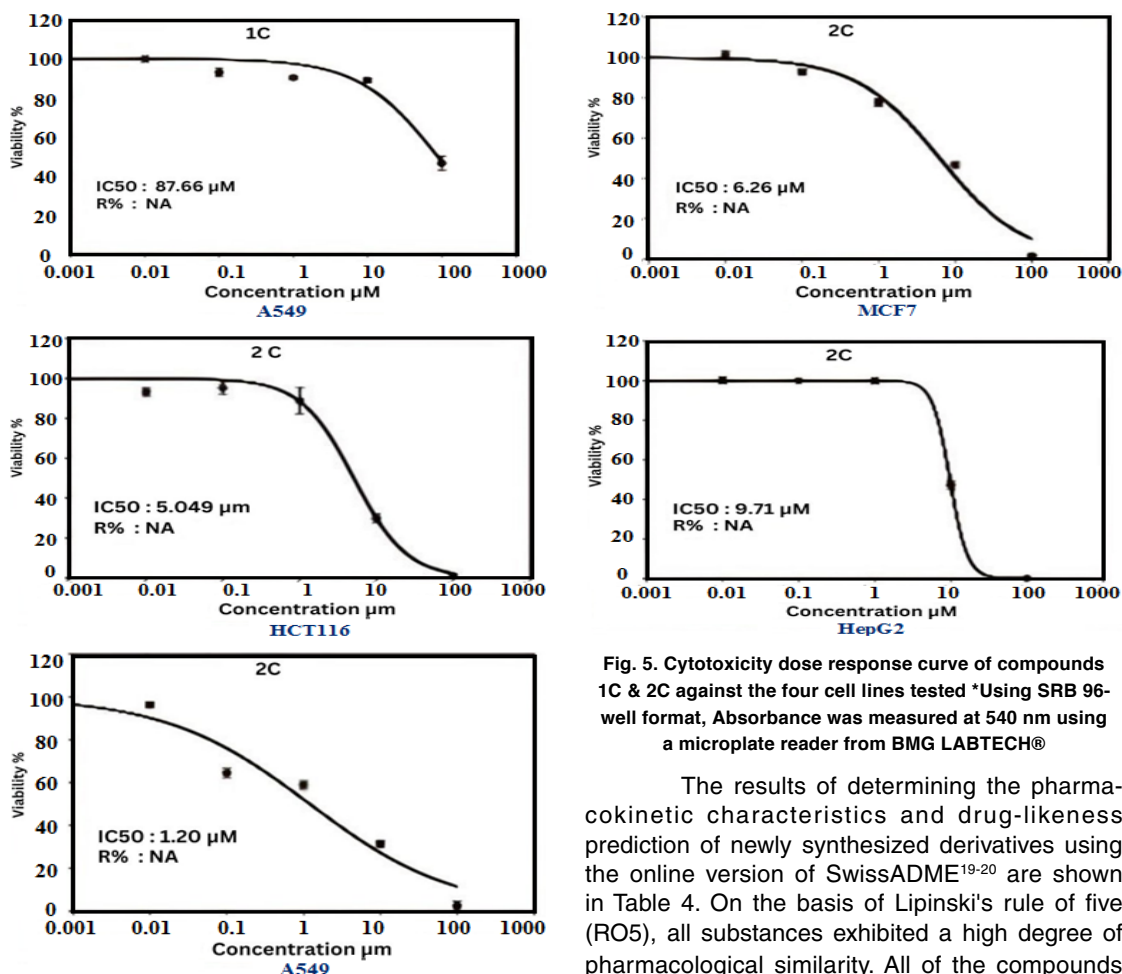 120
1C
100
80
60
40
20
0
Viability %
IC50 : 87.66 µM
R% : NA
0.001 0.01 0.1 1 10 100 1000
Concentration µM
A549
120
2 C
100
80
60
40
20
0
Viability %
IC50 : 5.049 µm
R% : NA
0.001 0.01 0.1 1 10 100 1000
Concentration µm
HCT116
120
2C
100
80
60
40
20
0
Viability %
IC50 : 1.20 µM
R% : NA
0.001 0.01 0.1 1 10 100 1000
Concentration µm
A549
120
2C
100
80
60
40
20
0
Viability %
IC50 : 6.26 µM
R% : NA
0.001 0.01 0.1 1 10 100 1000
Concentration µm
MCF7
120
2C
100
80
60
40
20
0
Viability %
IC50 : 9.71 µM
R% : NA
0.001 0.01 0.1 1 10 100 1000
Concentration µM
HepG2
Fig. 5. Cytotoxicity dose response curve of compounds
1C & 2C against the four cell lines tested *Using SRB 96-
well format, Absorbance was measured at 540 nm using
a microplate reader from BMG LABTECH®
The results of determining the pharma-
cokinetic characteristics and drug-likeness
prediction of newly synthesized derivatives using
the online version of SwissADME19-20 are shown
in Table 4. On the basis of Lipinski's rule of five
(RO5), all substances exhibited a high degree of
pharmacological similarity. All of the compounds